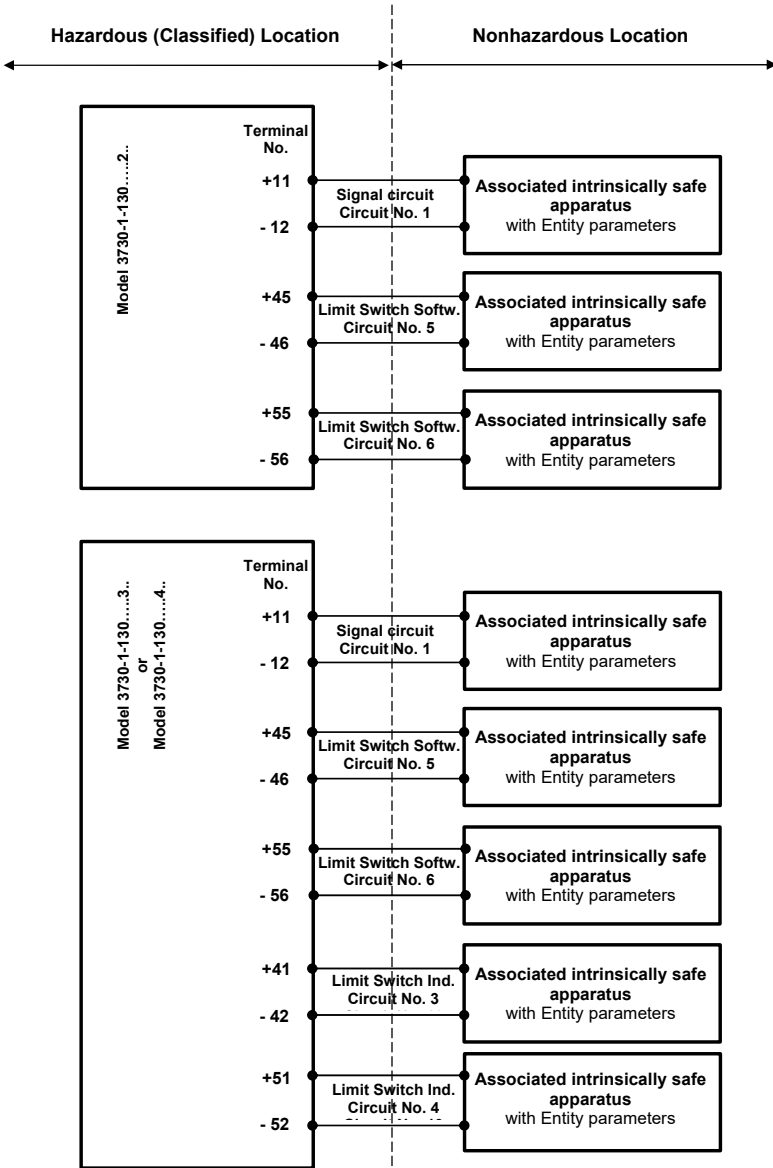 Hazardous (Classified) Location
Nonhazardous Location
Model 3730-1-130……2..
Terminal
No.
+11
- 12
Signal circuit
Circuit No. 1
Associated intrinsically safe
apparatus
with Entity parameters
+45
- 46
Limit Switch Softw.
Circuit No. 5
Associated intrinsically safe
apparatus
with Entity parameters
+55
- 56
Limit Switch Softw.
Circuit No. 6
Associated intrinsically safe
apparatus
with Entity parameters
Model 3730-1-130……3..
or
Model 3730-1-130……4..
Terminal
No.
+11
- 12
Signal circuit
Circuit No. 1
Associated intrinsically safe
apparatus
with Entity parameters
+45
- 46
Limit Switch Softw.
Circuit No. 5
Associated intrinsically safe
apparatus
with Entity parameters
+55
- 56
Limit Switch Softw.
Circuit No. 6
Associated intrinsically safe
apparatus
with Entity parameters
+41
- 42
Limit Switch Ind.
Circuit No. 3
Associated intrinsically safe
apparatus
with Entity parameters
+51
- 52
Limit Switch Ind.
Circuit No. 4
Associated intrinsically safe
apparatus
with Entity parameters